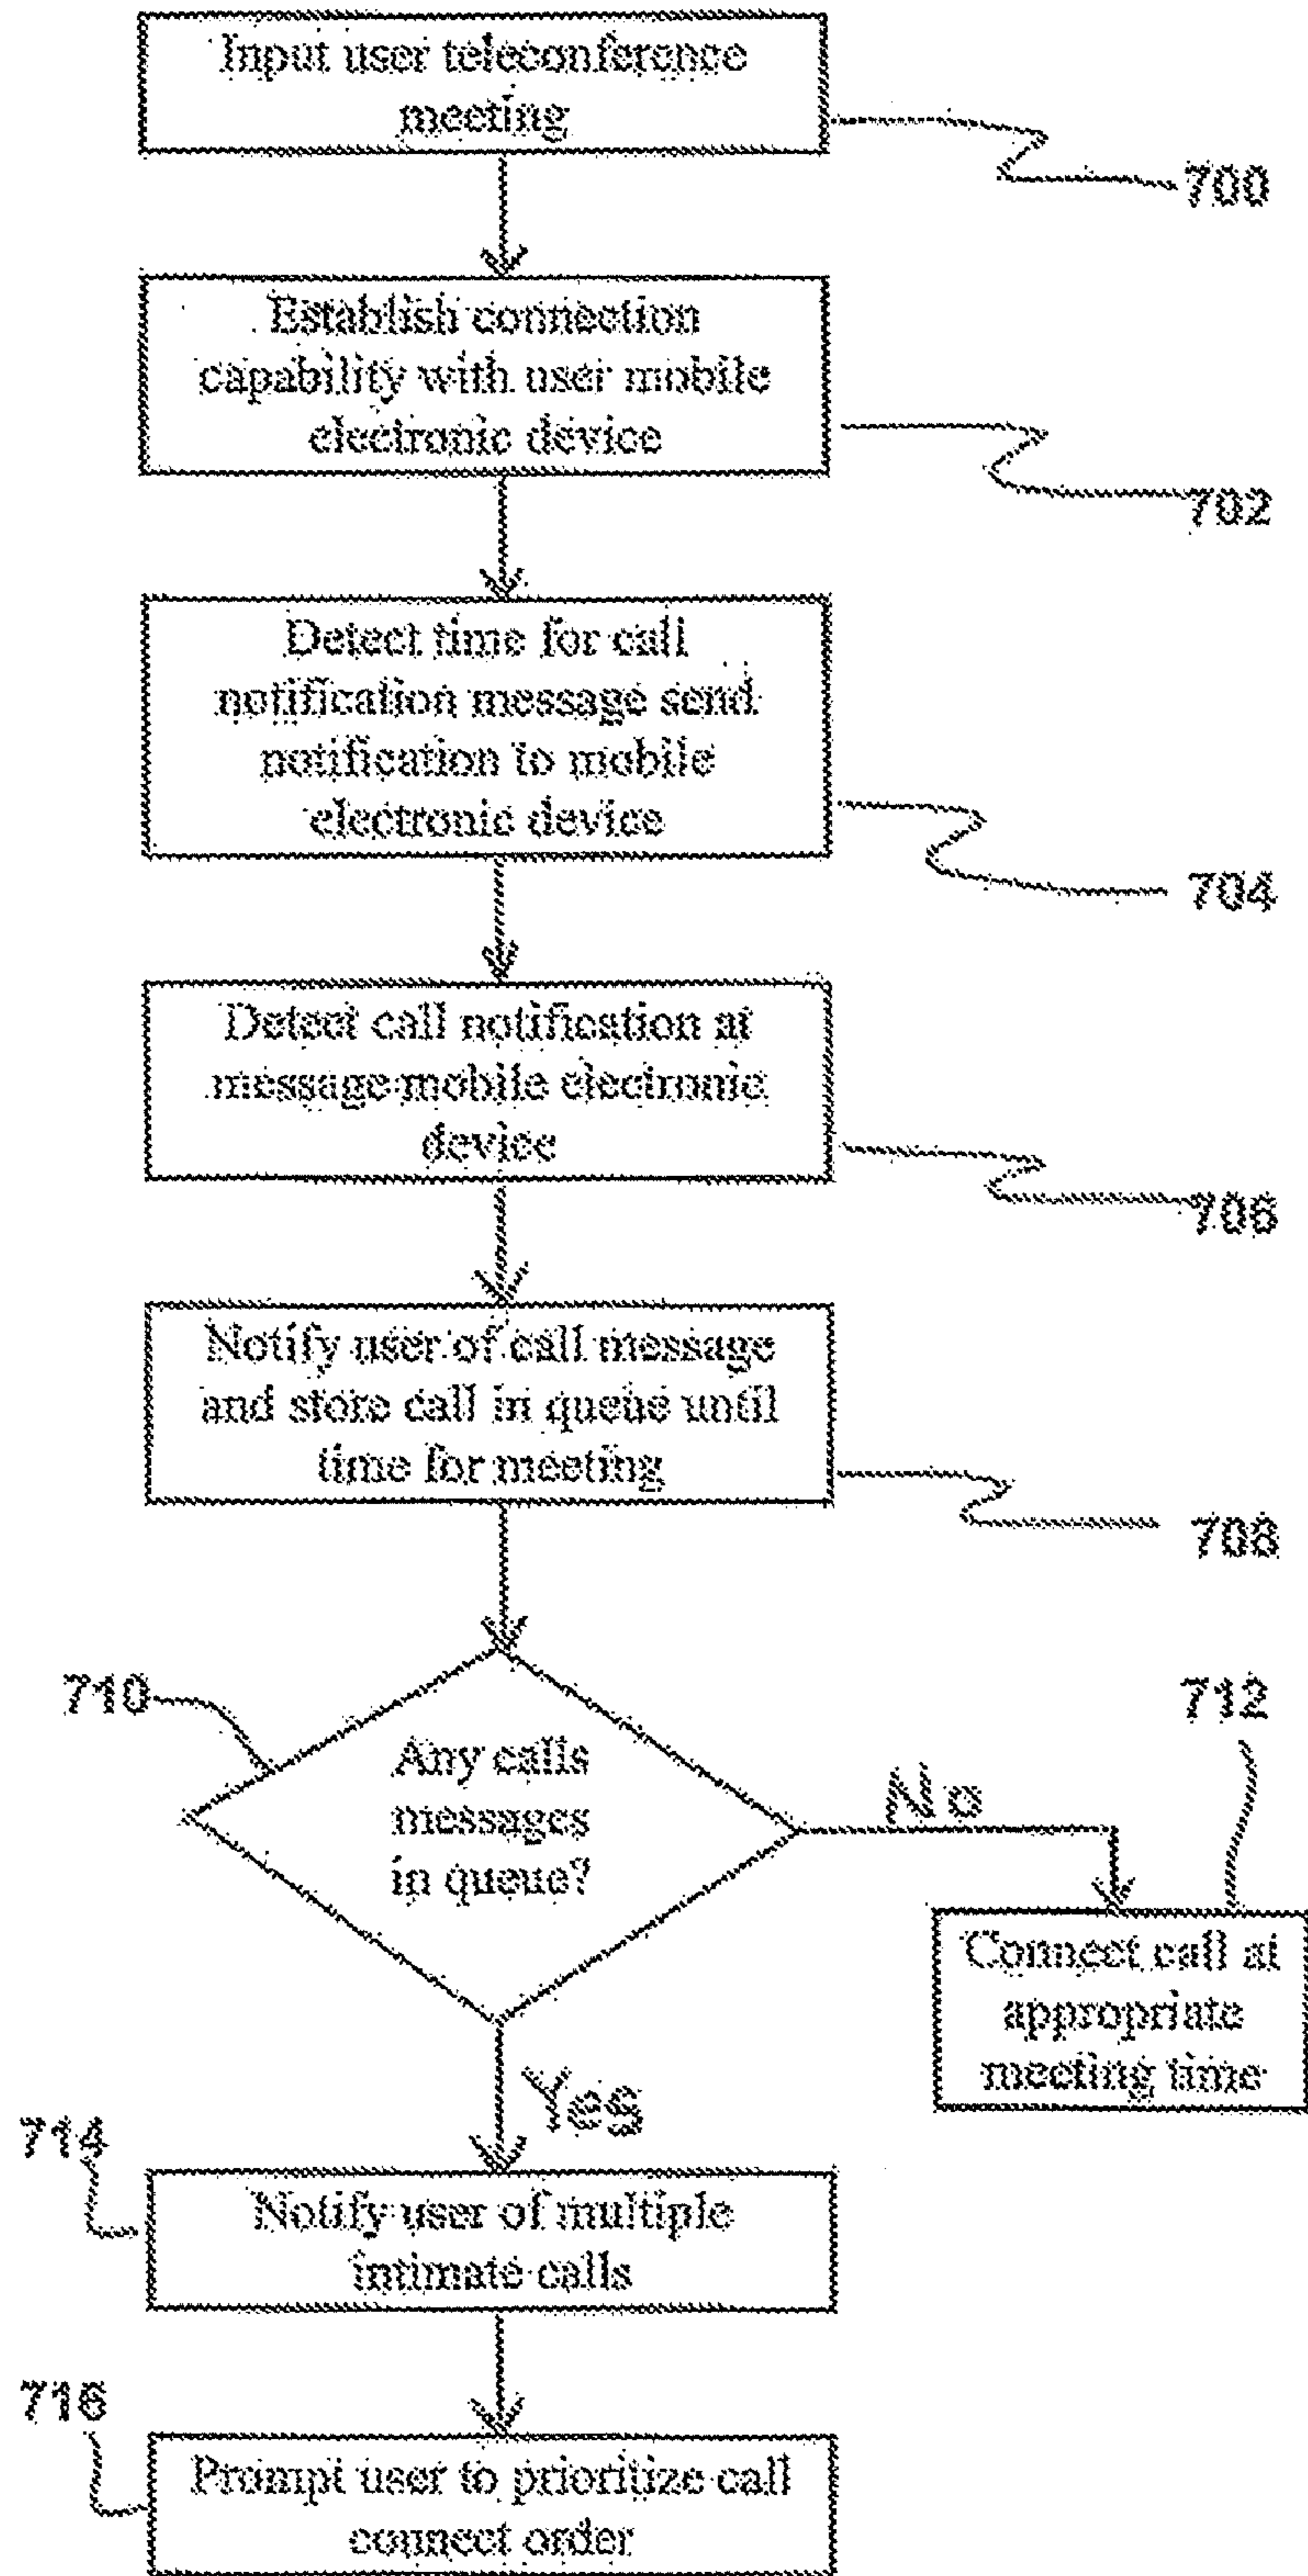 Input user teleconference
meeting
700
Establish connection
capability with user mobile
electronic device
702
Detect time for call
notification message send
notification to mobile
electronic device
704
Detect call notification at
message mobile electronic
device
706
Notify user of call message
and store call in queue until
time for meeting
708
710
Any calls
messages
in queue?
No
712
Connect call at
appropriate
meeting time
Yes
714
Notify user of multiple
intimate calls
716
Prompt user to prioritize call
connect order